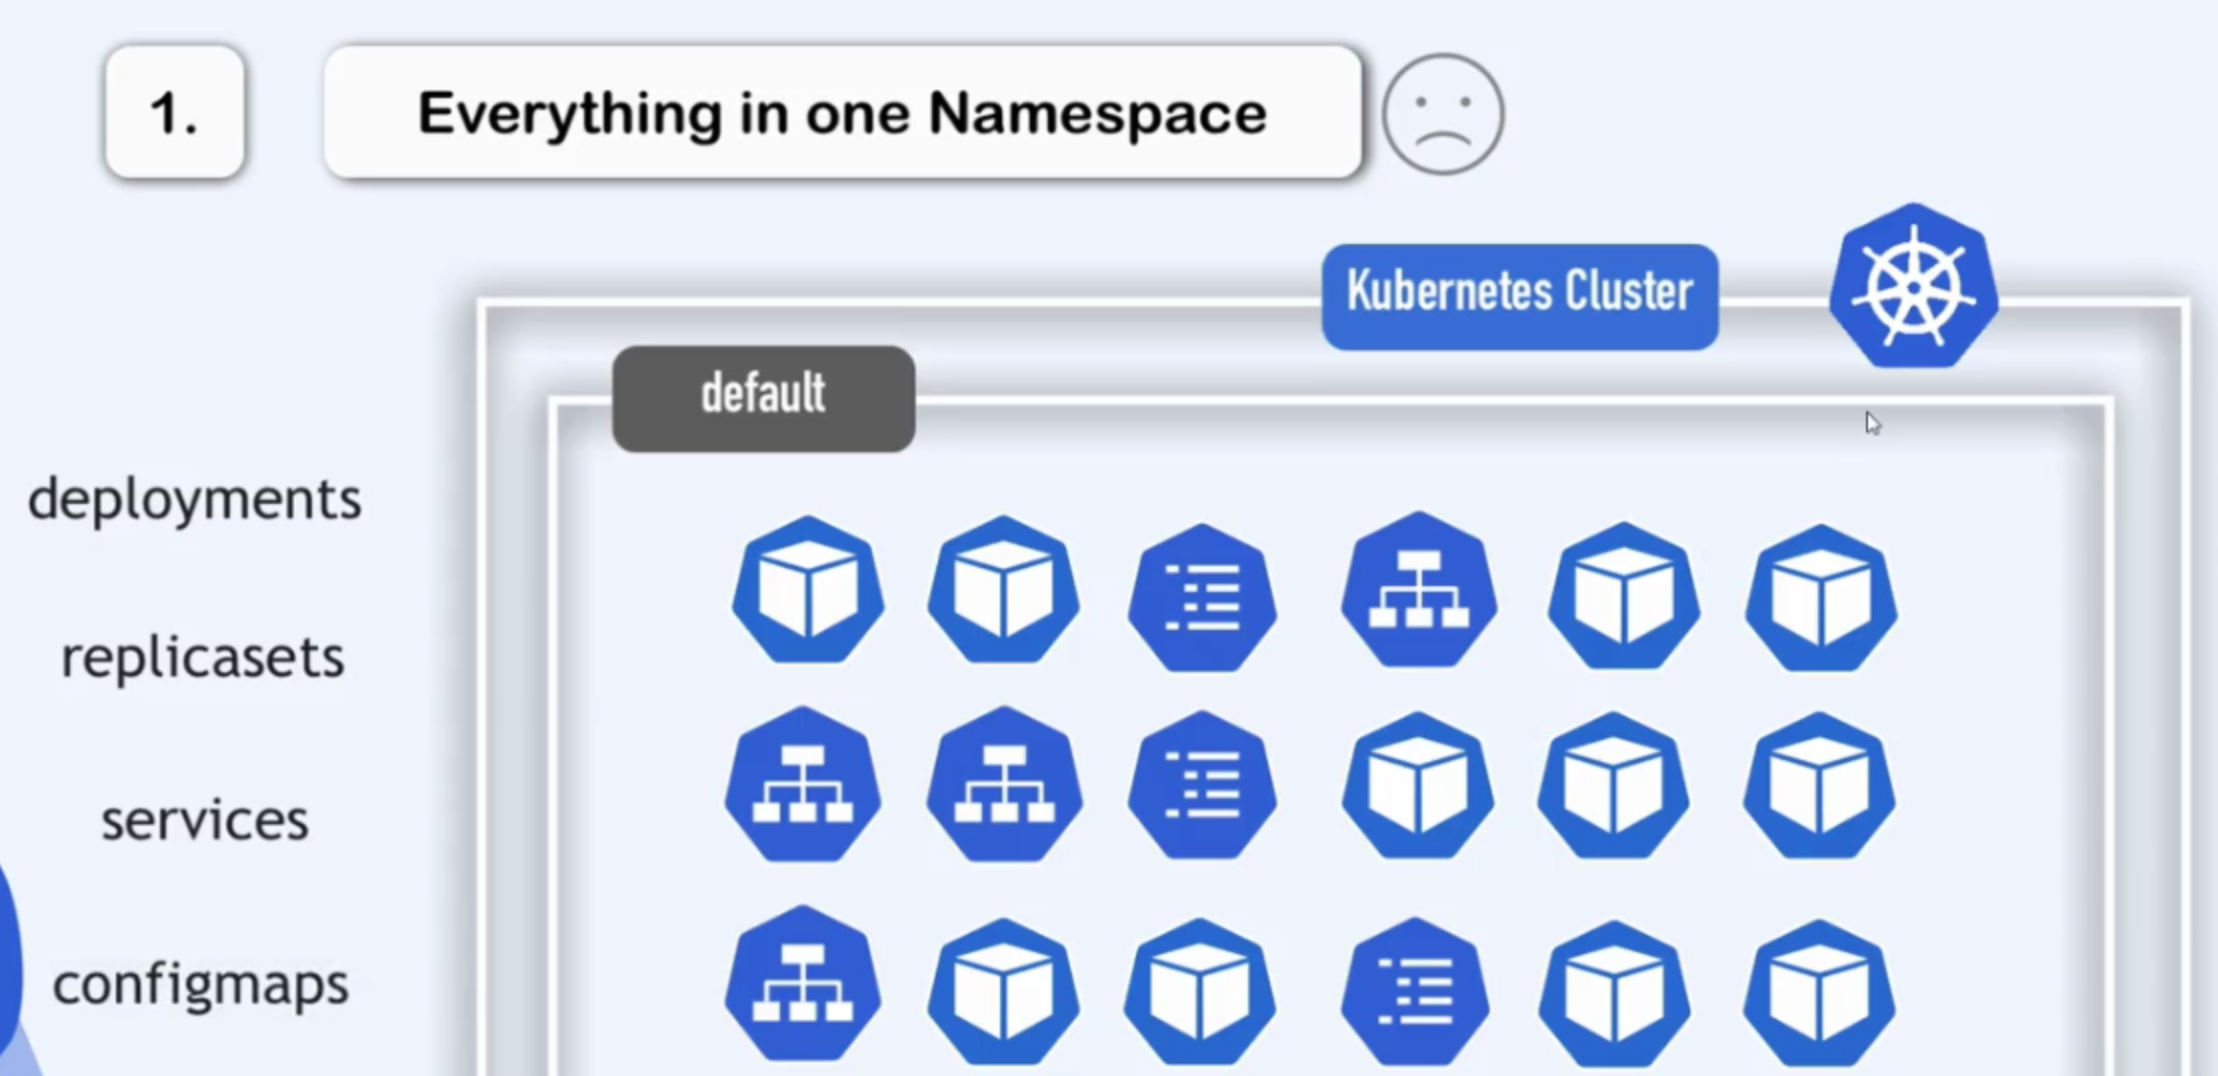 1.
Everything in one Namespace
Kubernetes Cluster
default
deployments
replicasets
services
configmaps